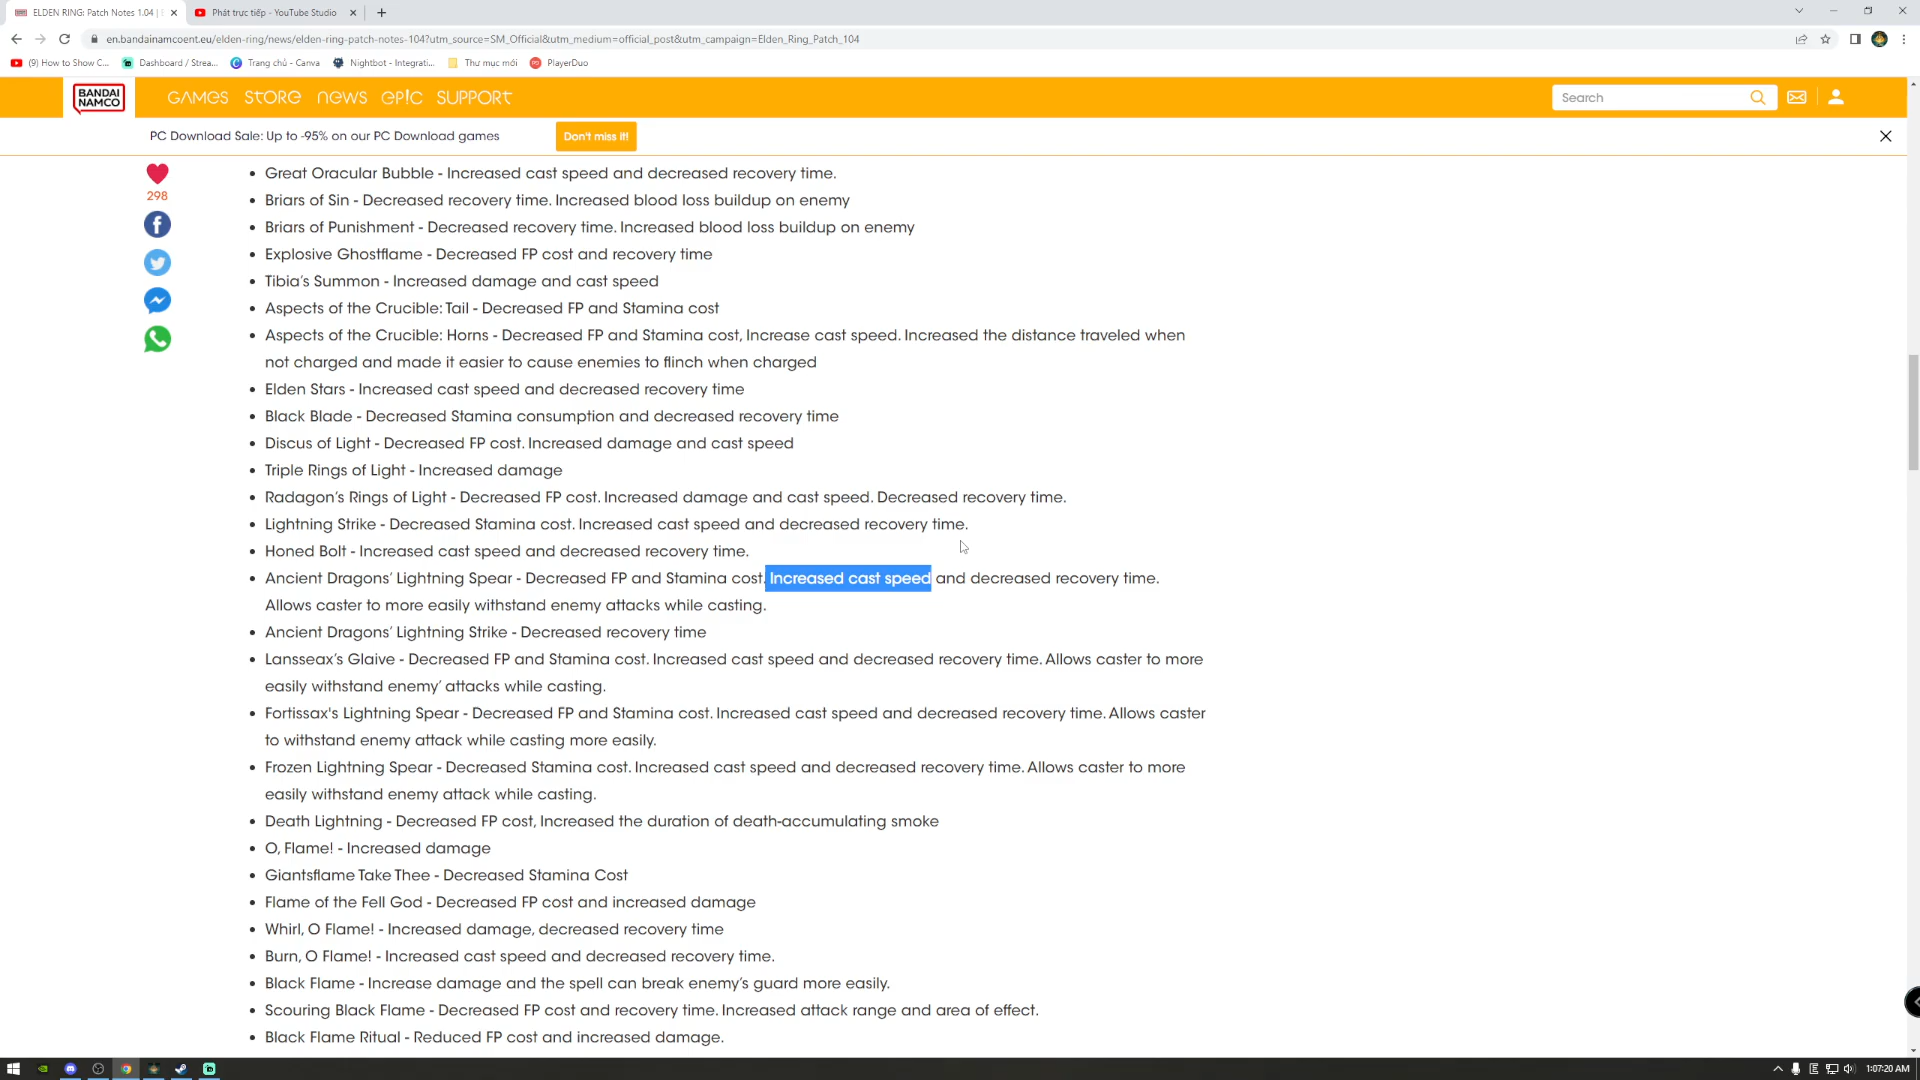 ELDEN RING: Patch Notes 1.04 |
Phát trực tiếp - YouTube Studio
en.bandainamcoent.eu/elden-ring/news/elden-ring-patch-notes-104?utm_source=SM_Official&utm_medium=official_post&utm_campaign=Elden_Ring_Patch_104
(9) How to Show C...
Dashboard / Strea...
Trang chủ - Canva
Nightbot - Integrati...
Thư mục mới
PlayerDuo
BANDAI
NAMCO
GAMES STORE NEWS EPIC SUPPORT
Search
PC Download Sale: Up to -95% on our PC Download games
Don't miss it!
298
Great Oracular Bubble - Increased cast speed and decreased recovery time.
Briars of Sin - Decreased recovery time. Increased blood loss buildup on enemy
Briars of Punishment - Decreased recovery time. Increased blood loss buildup on enemy
Explosive Ghostflame - Decreased FP cost and recovery time
Tibia's Summon - Increased damage and cast speed
Aspects of the Crucible: Tail - Decreased FP and Stamina cost
Aspects of the Crucible: Horns - Decreased FP and Stamina cost, Increase cast speed. Increased the distance traveled when
not charged and made it easier to cause enemies to flinch when charged
Elden Stars - Increased cast speed and decreased recovery time
Black Blade - Decreased Stamina consumption and decreased recovery time
Discus of Light - Decreased FP cost. Increased damage and cast speed
Triple Rings of Light - Increased damage
Radagon's Rings of Light - Decreased FP cost. Increased damage and cast speed. Decreased recovery time.
Lightning Strike - Decreased Stamina cost. Increased cast speed and decreased recovery time.
Honed Bolt - Increased cast speed and decreased recovery time.
Ancient Dragons' Lightning Spear - Decreased FP and Stamina cost. Increased cast speed and decreased recovery time.
Allows caster to more easily withstand enemy attacks while casting.
Ancient Dragons' Lightning Strike - Decreased recovery time
Lansseax's Glaive - Decreased FP and Stamina cost. Increased cast speed and decreased recovery time. Allows caster to more
easily withstand enemy' attacks while casting.
Fortissax's Lightning Spear - Decreased FP and Stamina cost. Increased cast speed and decreased recovery time. Allows caster
to withstand enemy attack while casting more easily.
Frozen Lightning Spear - Decreased Stamina cost. Increased cast speed and decreased recovery time. Allows caster to more
easily withstand enemy attack while casting.
Death Lightning - Decreased FP cost, Increased the duration of death-accumulating smoke
O, Flame! - Increased damage
Giantsflame Take Thee - Decreased Stamina Cost
Flame of the Fell God - Decreased FP cost and increased damage
Whirl, O Flame! - Increased damage, decreased recovery time
Burn, O Flame! - Increased cast speed and decreased recovery time.
Black Flame - Increase damage and the spell can break enemy's guard more easily.
Scouring Black Flame - Decreased FP cost and recovery time. Increased attack range and area of effect.
Black Flame Ritual - Reduced FP cost and increased damage.
1:07:20 AM